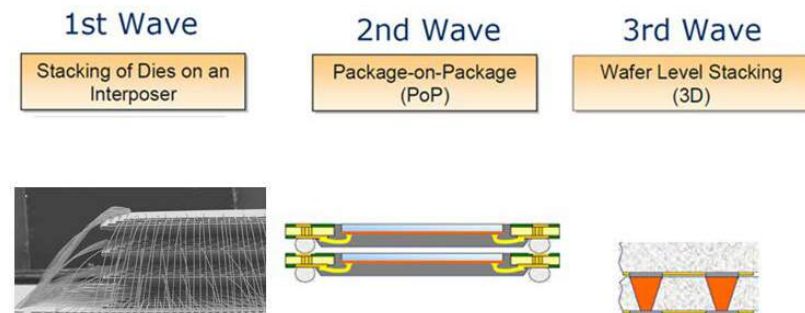 1st Wave
Stacking of Dies on an
Interposer
2nd Wave
Package-on-Package
(PoP)
3rd Wave
Wafer Level Stacking
(3D)